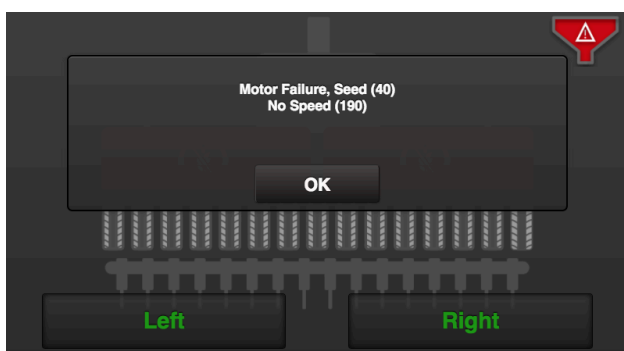 Motor Failure, Seed (40)
No Speed (190)
OK
Left
Right